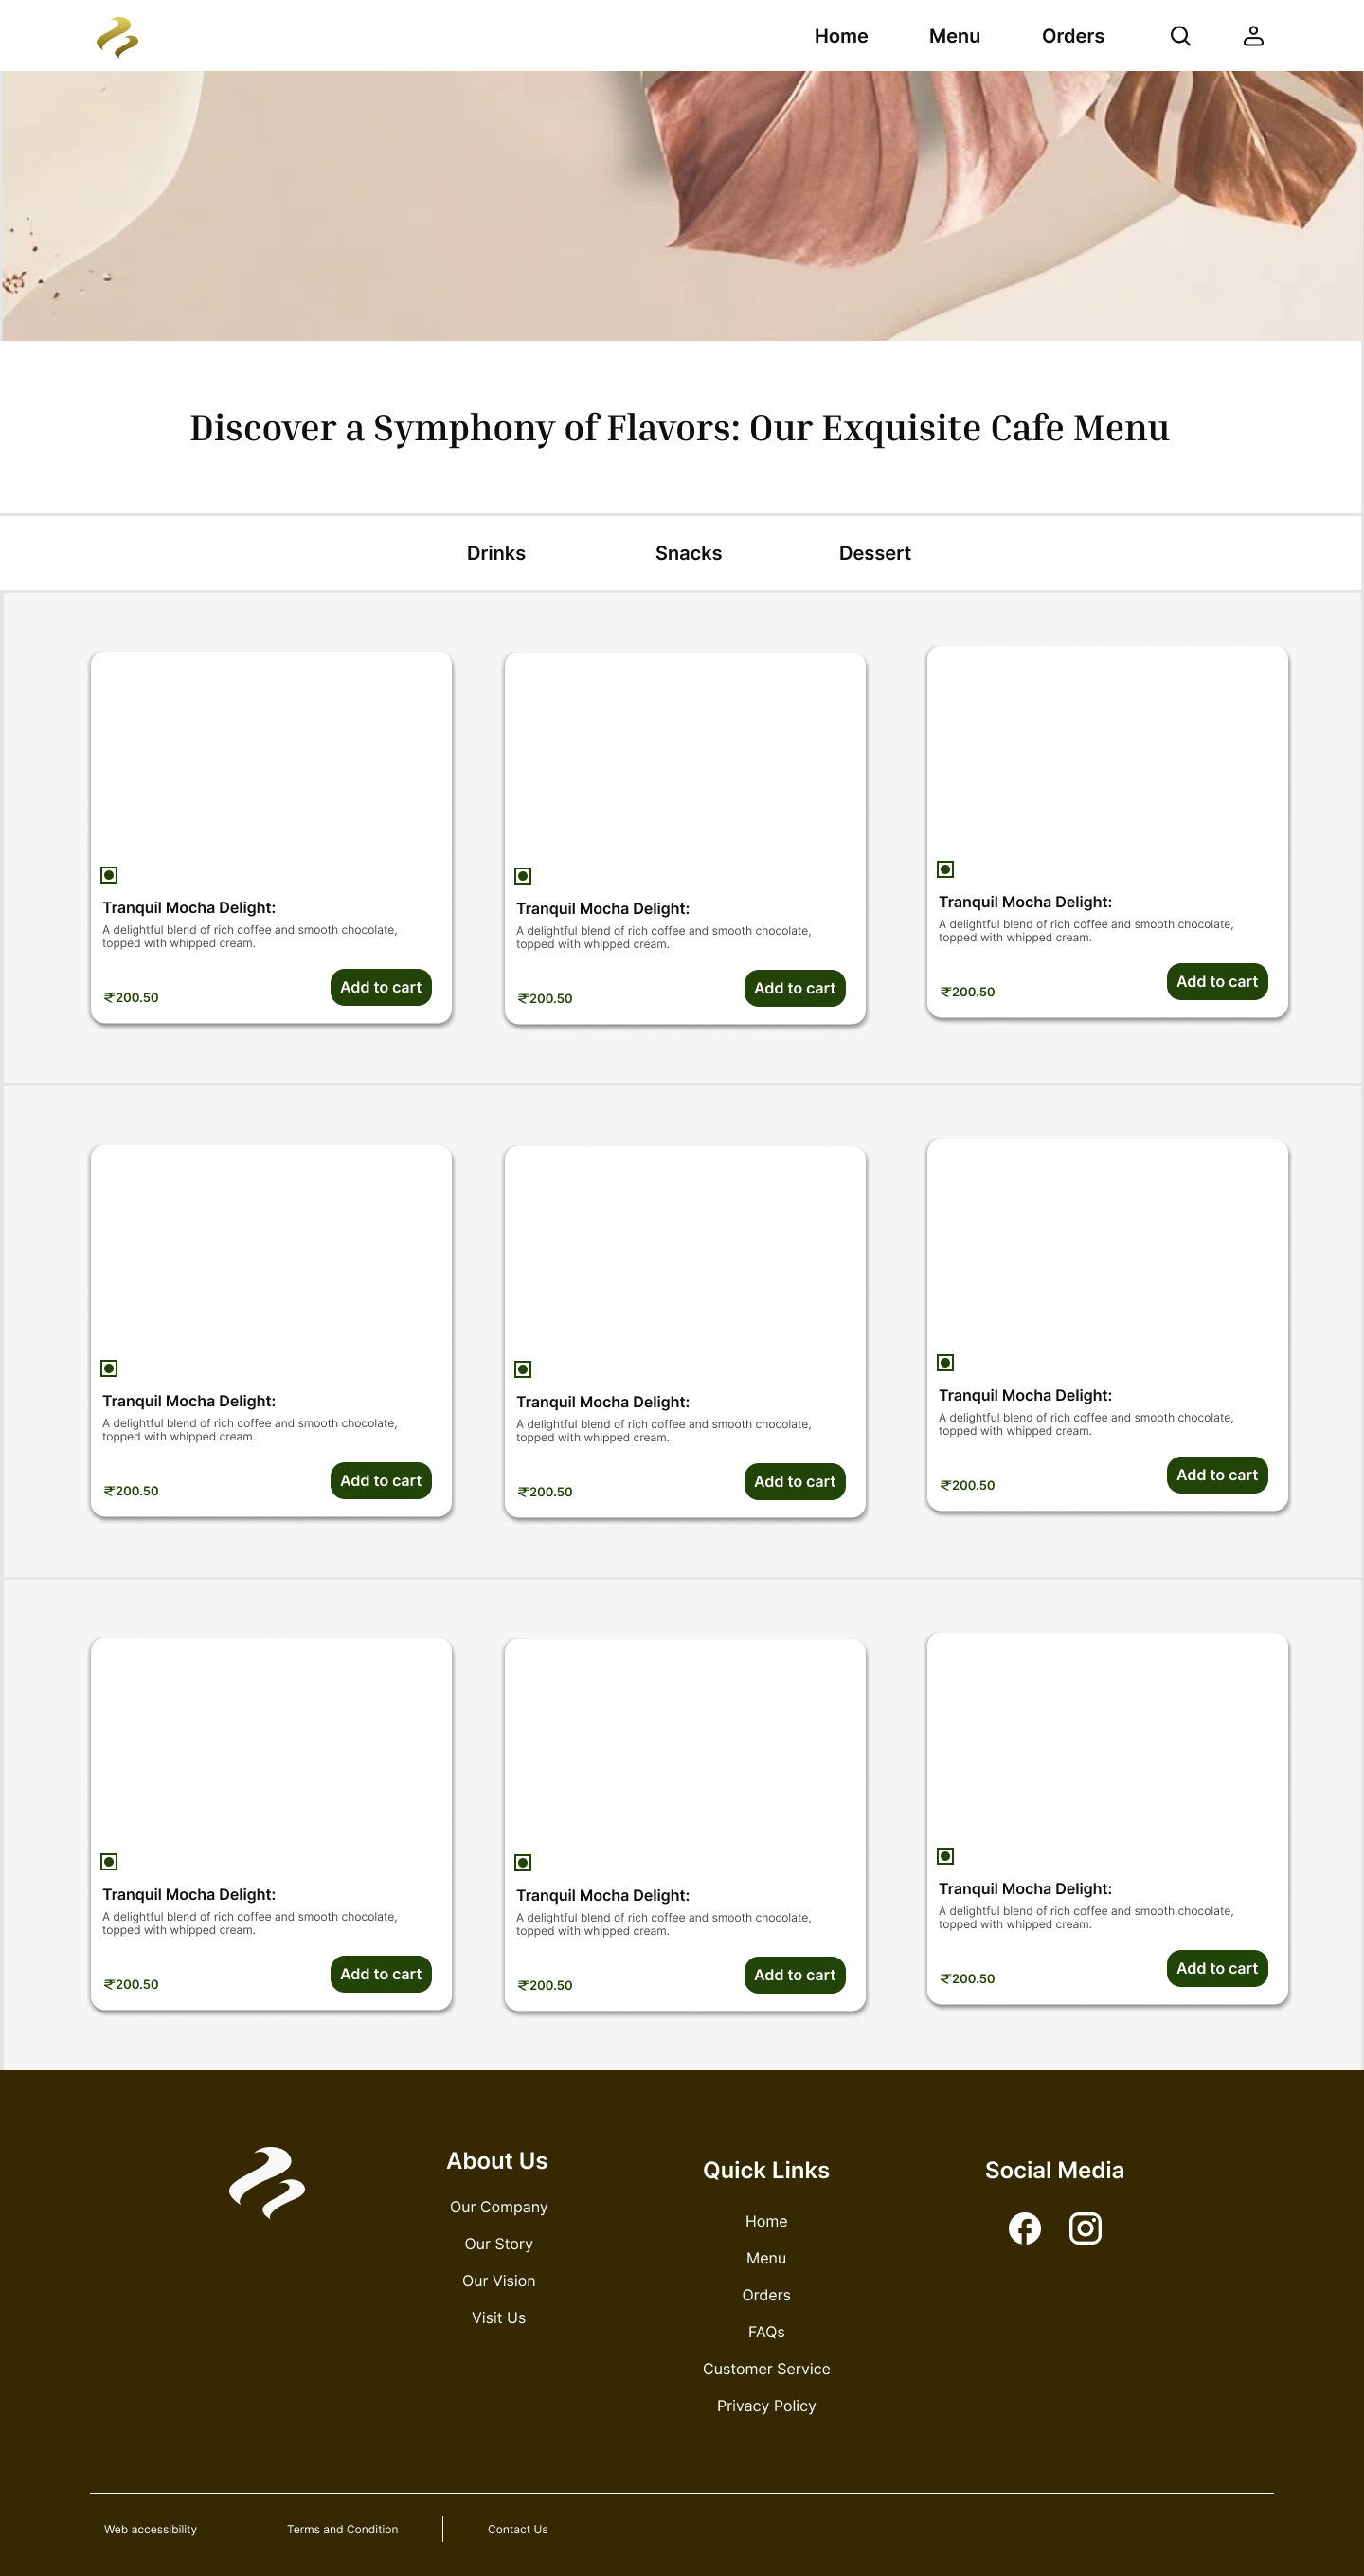 Home Menu Orders
Discover a Symphony of Flavors: Our Exquisite Cafe Menu
Drinks Snacks Dessert
Tranquil Mocha Delight:
A delightful blend of rich coffee and smooth chocolate,
topped with whipped cream.
₹200.50
Add to cart
Tranquil Mocha Delight:
A delightful blend of rich coffee and smooth chocolate,
topped with whipped cream.
₹200.50
Add to cart
Tranquil Mocha Delight:
A delightful blend of rich coffee and smooth chocolate,
topped with whipped cream.
₹200.50
Add to cart
Tranquil Mocha Delight:
A delightful blend of rich coffee and smooth chocolate,
topped with whipped cream.
₹200.50
Add to cart
Tranquil Mocha Delight:
A delightful blend of rich coffee and smooth chocolate,
topped with whipped cream.
₹200.50
Add to cart
Tranquil Mocha Delight:
A delightful blend of rich coffee and smooth chocolate,
topped with whipped cream.
₹200.50
Add to cart
Tranquil Mocha Delight:
A delightful blend of rich coffee and smooth chocolate,
topped with whipped cream.
₹200.50
Add to cart
Tranquil Mocha Delight:
A delightful blend of rich coffee and smooth chocolate,
topped with whipped cream.
₹200.50
Add to cart
Tranquil Mocha Delight:
A delightful blend of rich coffee and smooth chocolate,
topped with whipped cream.
₹200.50
Add to cart
About Us
Our Company
Our Story
Our Vision
Visit Us
Quick Links
Home
Menu
Orders
FAQs
Customer Service
Privacy Policy
Social Media
Web accessibility
Terms and Condition
Contact Us